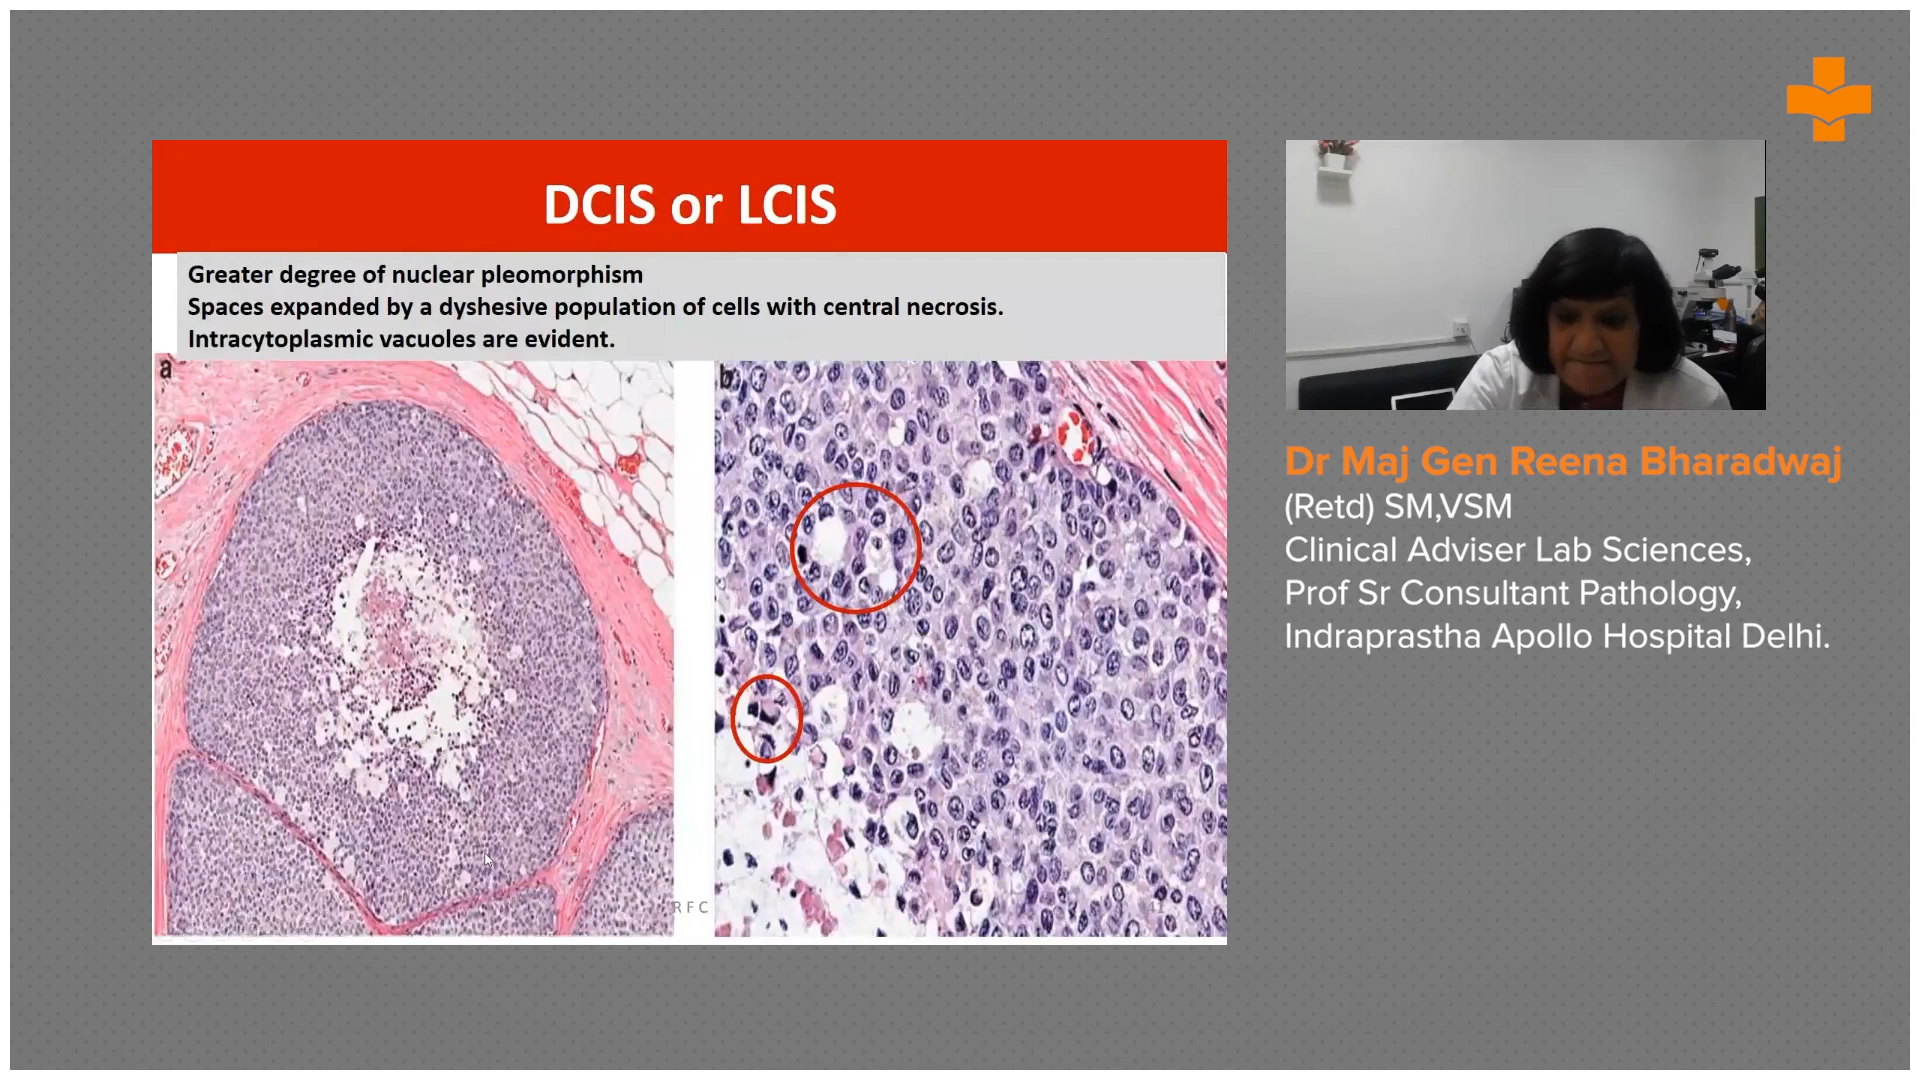 DCIS or LCIS
Greater degree of nuclear pleomorphism
Spaces expanded by a dyshesive population of cells with central necrosis.
Intracytoplasmic vacuoles are evident.
a
b
RFC
41
Dr Maj Gen Reena Bharadwaj
(Retd) SM,VSM
Clinical Adviser Lab Sciences,
Prof Sr Consultant Pathology,
Indraprastha Apollo Hospital Delhi.